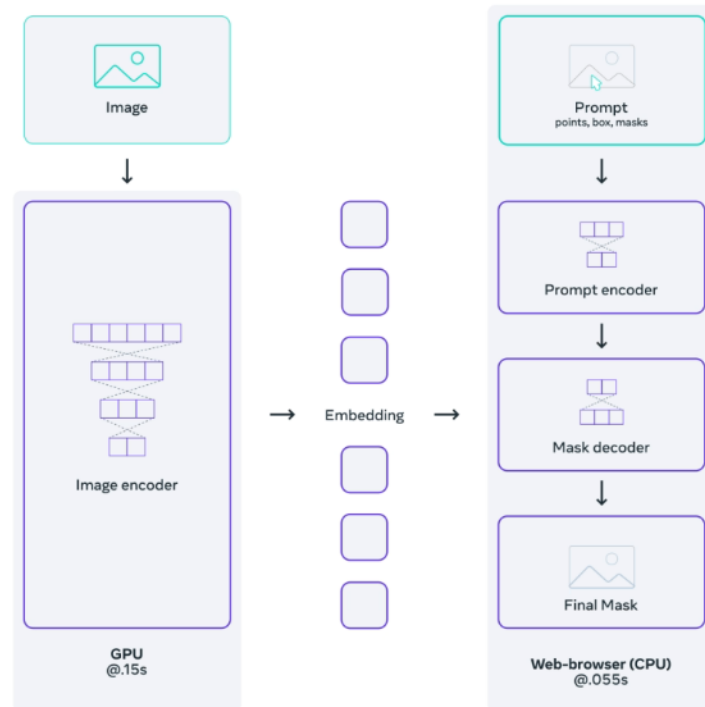 Image
Image encoder
GPU
@.15s
Embedding
Prompt
points, box, masks
Prompt encoder
Mask decoder
Final Mask
Web-browser (CPU)
@.055s